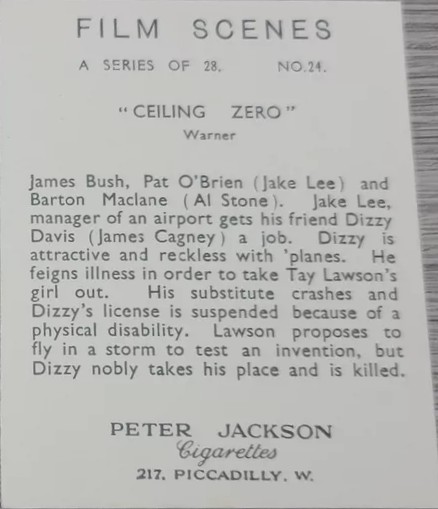 FILM SCENES
A SERIES OF 28. NO.24.
“CEILING ZERO”
Warner
James Bush, Pat O'Brien (Jake Lee) and
Barton Maclane (Al Stone). Jake Lee,
manager of an airport gets his friend Dizzy
Davis (James Cagney) a job. Dizzy is
attractive and reckless with 'planes. He
feigns illness in order to take Tay Lawson's
girl out. His substitute crashes and
Dizzy's license is suspended because of a
physical disability. Lawson proposes to
fly in a storm to test an invention, but
Dizzy nobly takes his place and is killed.
PETER JACKSON
Cigarettes
217, PICCADILLY. W.